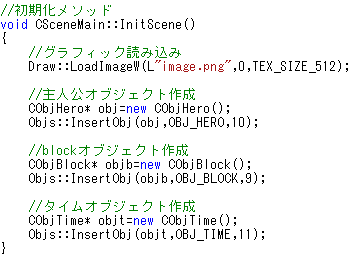 //初期化メソッド
void CSceneMain::InitScene()
{
//グラフィック読み込み
Draw::LoadImageW(L"image.png",0,TEX_SIZE_512);
//主人公オブジェクト作成
CObjHero* obj=new CObjHero();
Objs::InsertObj(obj,OBJ_HERO,10);
//blockオブジェクト作成
CObjBlock* objb=new CObjBlock();
Objs::InsertObj(objb,OBJ_BLOCK,9);
//タイムオブジェクト作成
CObjTime* objt=new CObjTime();
Objs::InsertObj(objt,OBJ_TIME,11);
}